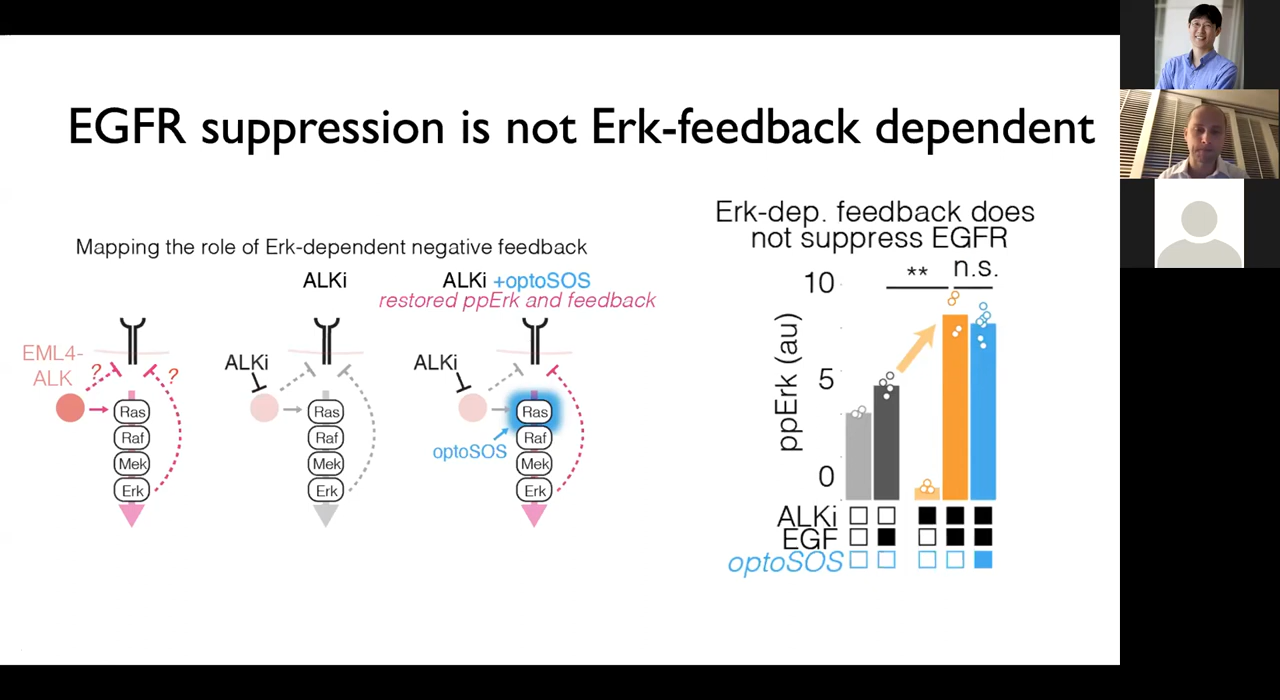 EGFR suppression is not Erk-feedback dependent
Mapping the role of Erk-dependent negative feedback
ALKi
ALKi +optoSOS
restored ppErk and feedback
EML4-
ALK
?
?
Ras
Raf
Mek
Erk
ALKi
Ras
Raf
Mek
Erk
ALKi
optoSOS
Ras
Raf
Mek
Erk
Erk-dep. feedback does
not suppress EGFR
** n.s.
10
5
0
ppErk (au)
ALKi
EGF
optoSOS